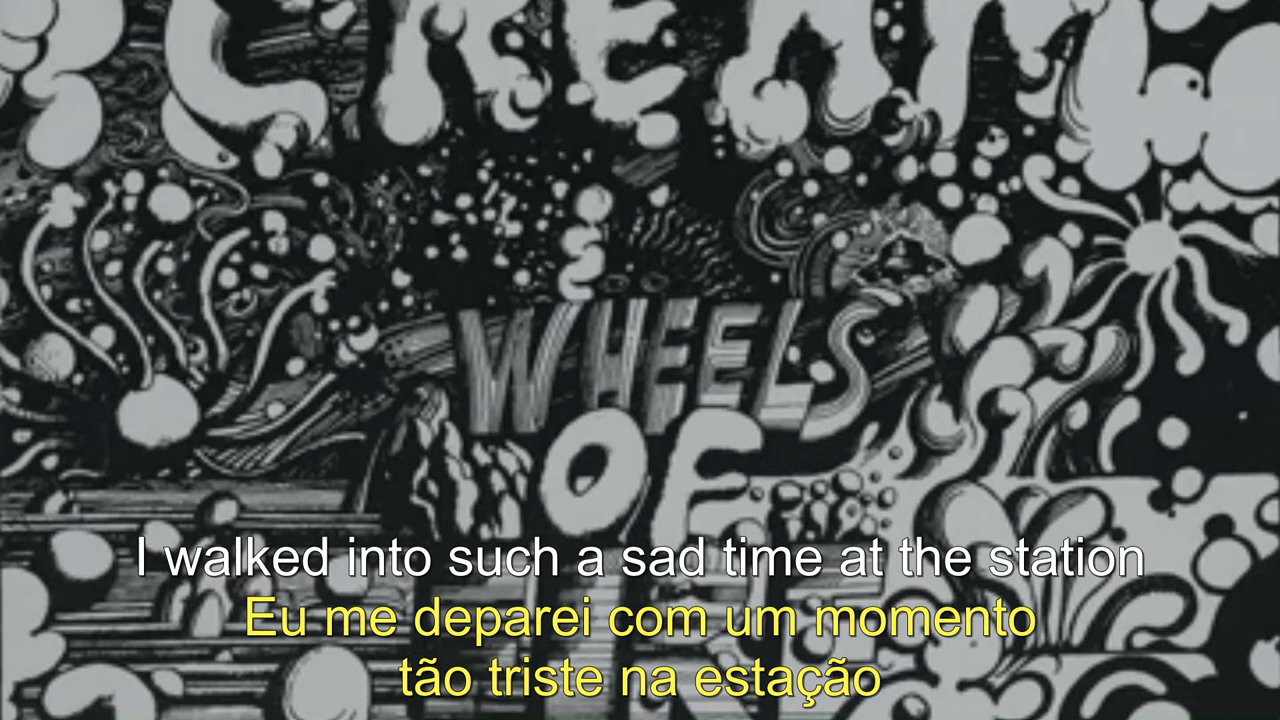 CREAM
WHEELS
OF
FIRE
I walked into such a sad time at the station
Eu me deparei com um momento
tão triste na estação